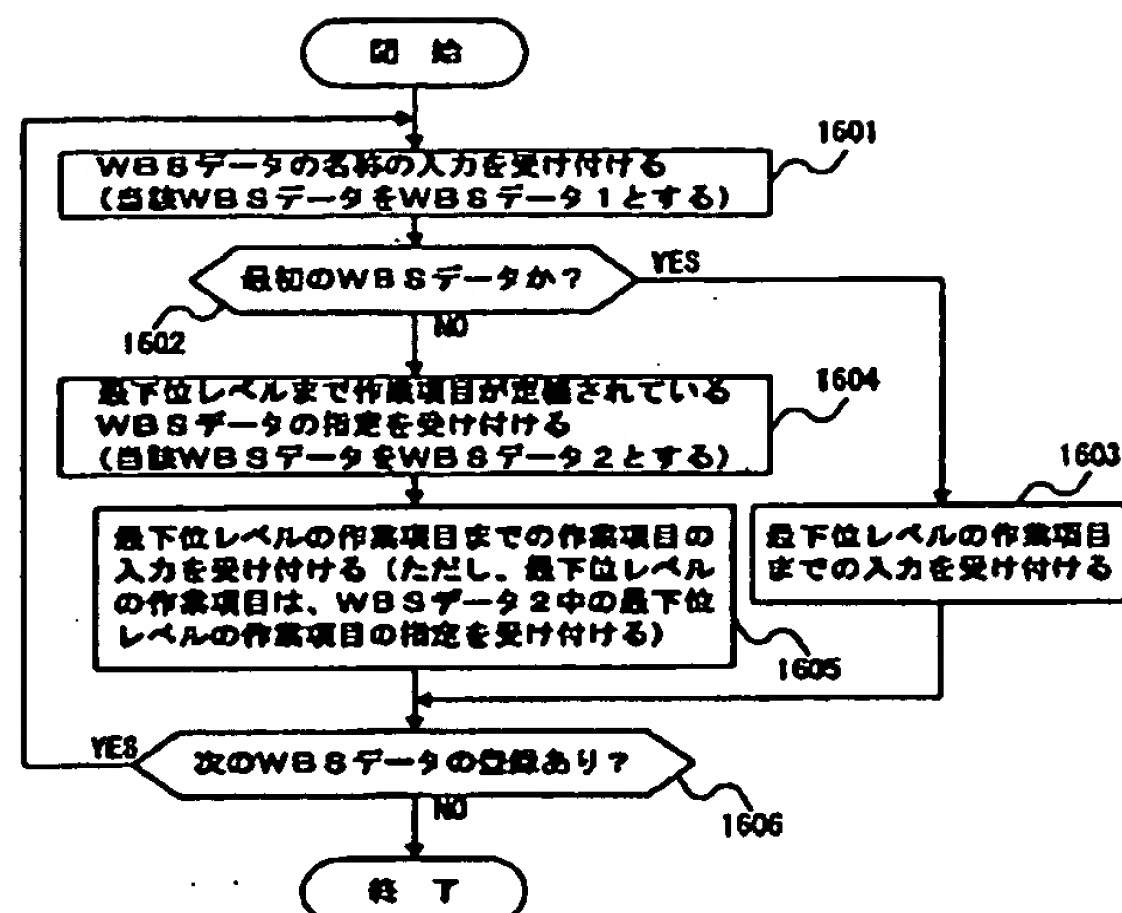 開 始
1601
WBSデータの名称の入力を受け付ける
(当該WBSデータをWBSデータ1とする)
最初のWBSデータか?
YES
1602
NO
1604
最下位レベルまで作業項目が定義されている
WBSデータの指定を受け付ける
(当該WBSデータをWBSデータ2とする)
1603
最下位レベルの作業項目までの作業項目の
入力を受け付ける(ただし、最下位レベル
の作業項目は、WBSデータ2中の最下位
レベルの作業項目の指定を受け付ける)
最下位レベルの作業項目
までの入力を受け付ける
1605
YES
次のWBSデータの登録あり?
NO
1606
終 了